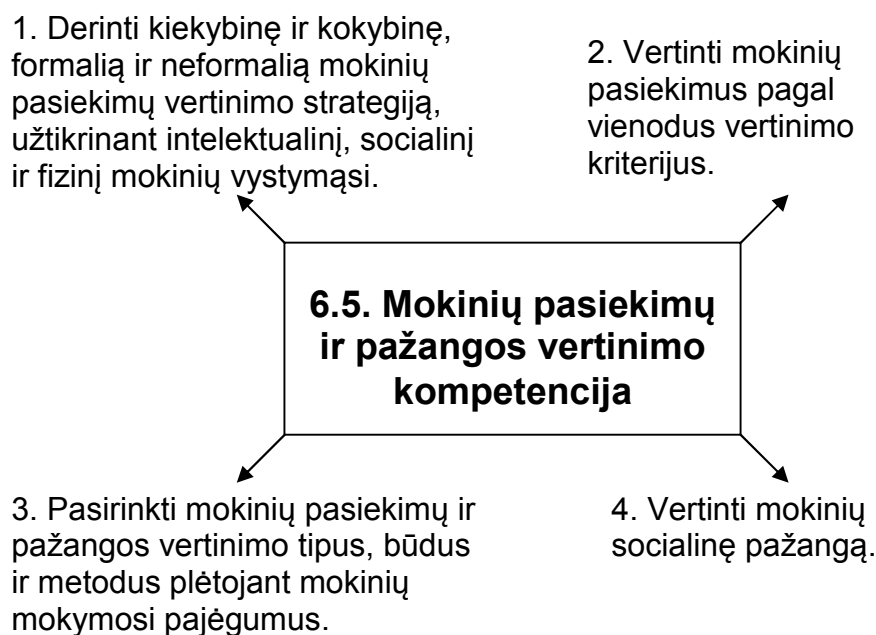 1. Derinti kiekybinę ir kokybinę,
formalią ir neformalią mokinių
pasiekimų vertinimo strategiją,
užtikrinant intelektualinį, socialinį
ir fizinį mokinių vystymąsi.
2. Vertinti mokinių
pasiekimus pagal
vienodus vertinimo
kriterijus.
6.5. Mokinių pasiekimų
ir pažangos vertinimo
kompetencija
3. Pasirinkti mokinių pasiekimų ir
pažangos vertinimo tipus, būdus
ir metodus plėtojant mokinių
mokymosi pajėgumus.
4. Vertinti mokinių
socialinę pažangą.